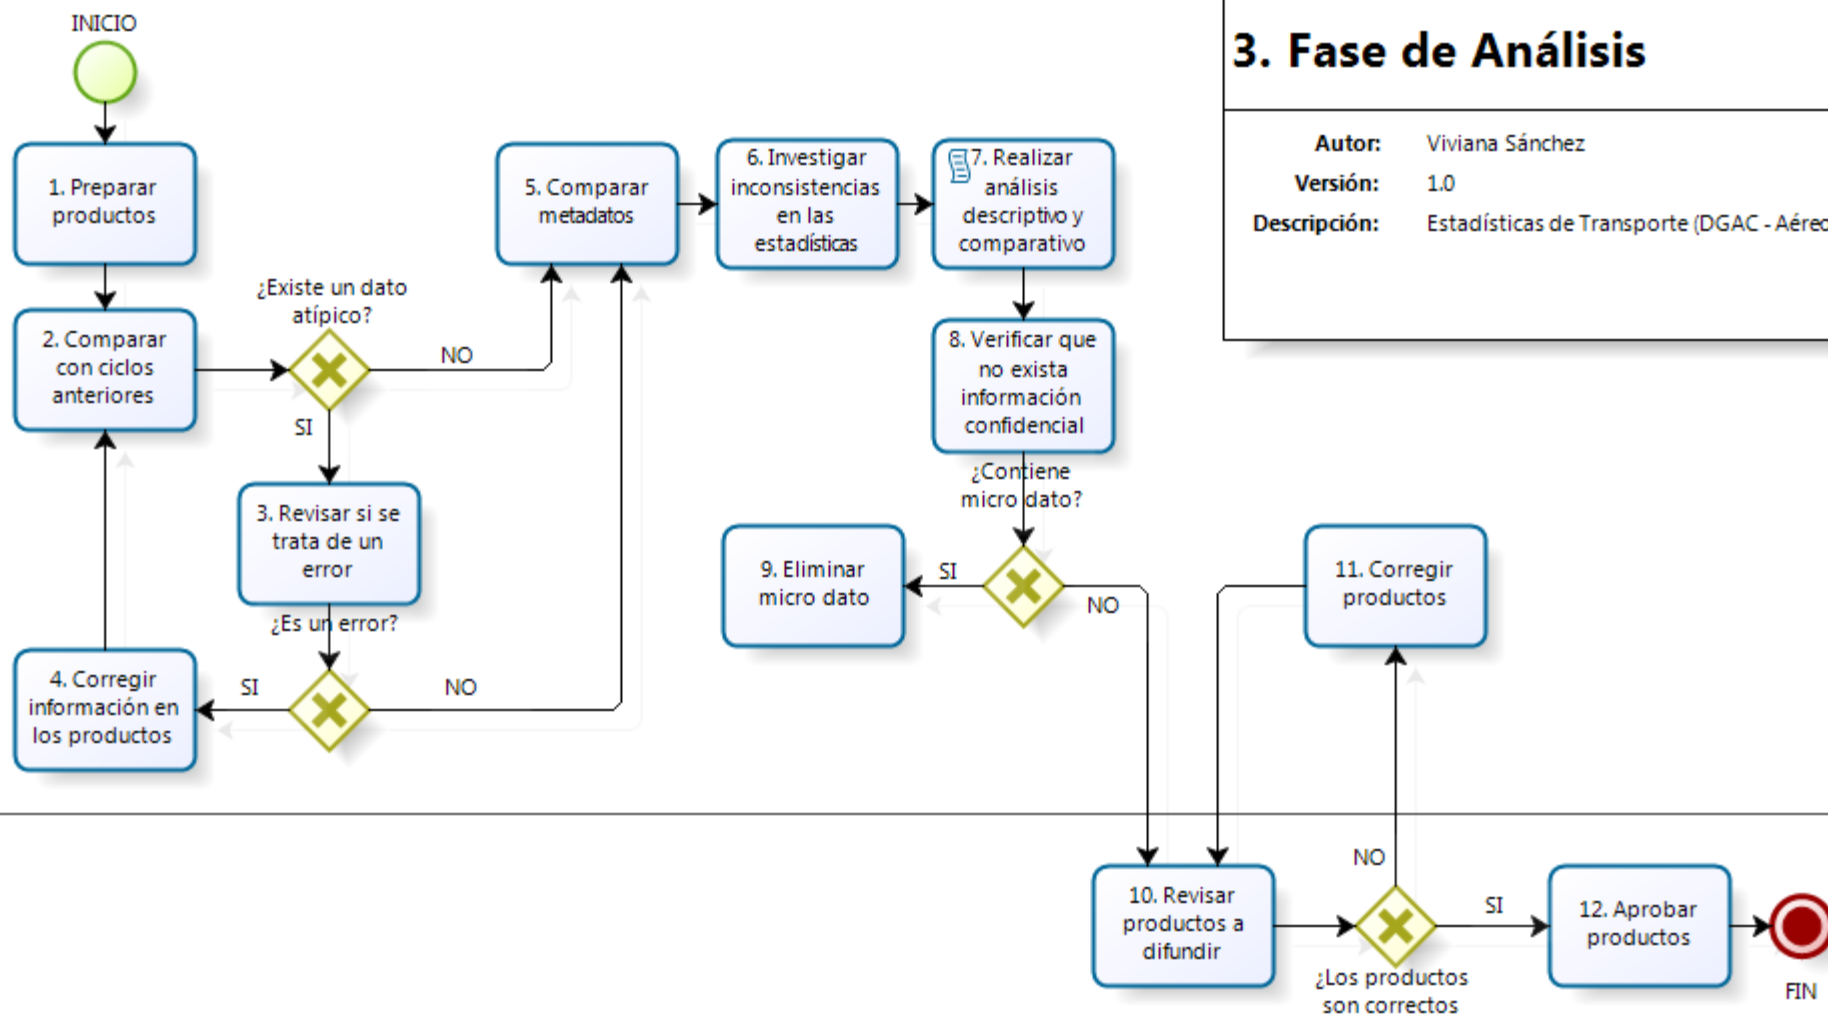 INICIO
3. Fase de Análisis
Autor: Viviana Sánchez
Versión: 1.0
Descripción: Estadísticas de Transporte (DGAC - Aéreo
1. Preparar
productos
2. Comparar
con ciclos
anteriores
¿Existe un dato
atípico?
NO
SI
3. Revisar si se
trata de un
error
¿Es un error?
SI
NO
4. Corregir
información en
los productos
5. Comparar
metadatos
6. Investigar
inconsistencias
en las
estadísticas
7. Realizar
análisis
descriptivo y
comparativo
8. Verificar que
no exista
información
confidencial
¿Contiene
micro dato?
SI
NO
9. Eliminar
micro dato
11. Corregir
productos
10. Revisar
productos a
difundir
NO
SI
¿Los productos
son correctos
12. Aprobar
productos
FIN